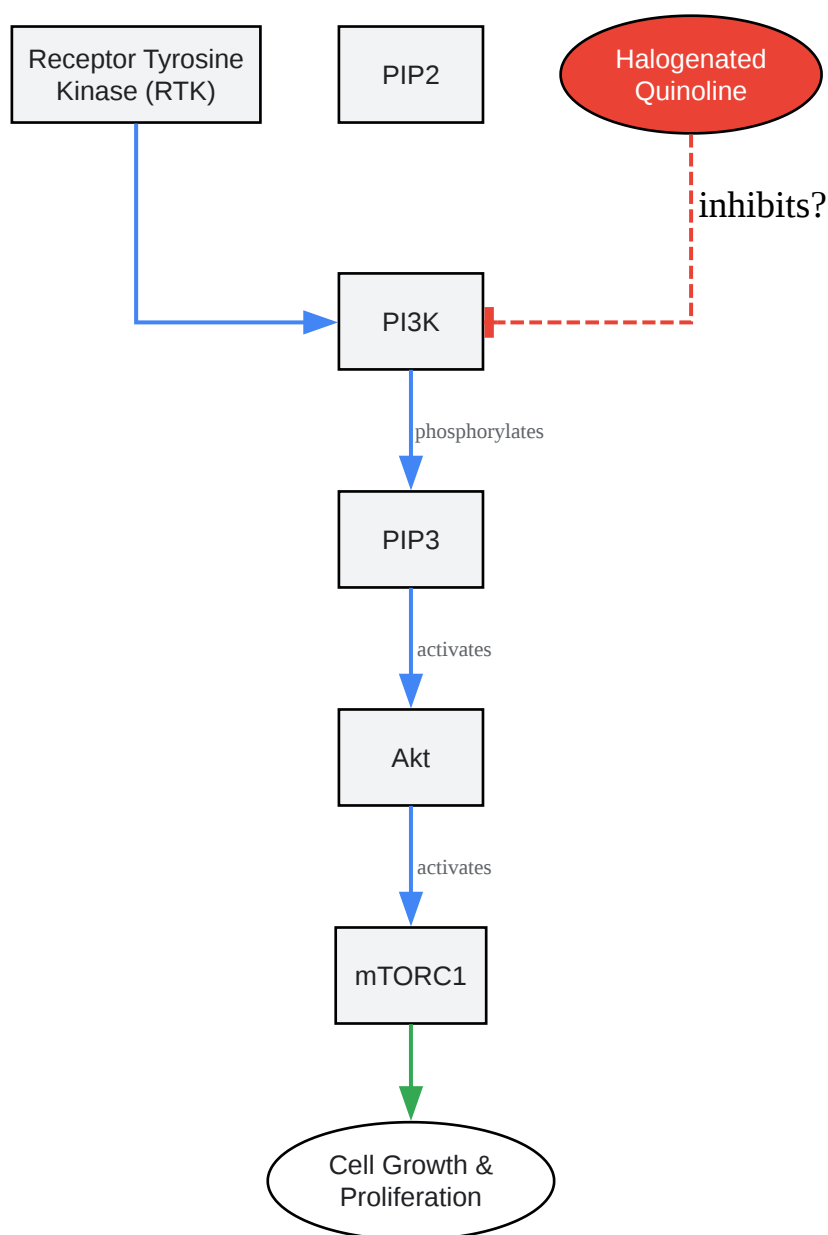 Receptor Tyrosine
Kinase (RTK)
PIP2
Halogenated
Quinoline
inhibits?
PI3K
phosphorylates
PIP3
activates
Akt
activates
mTORC1
Cell Growth &
Proliferation